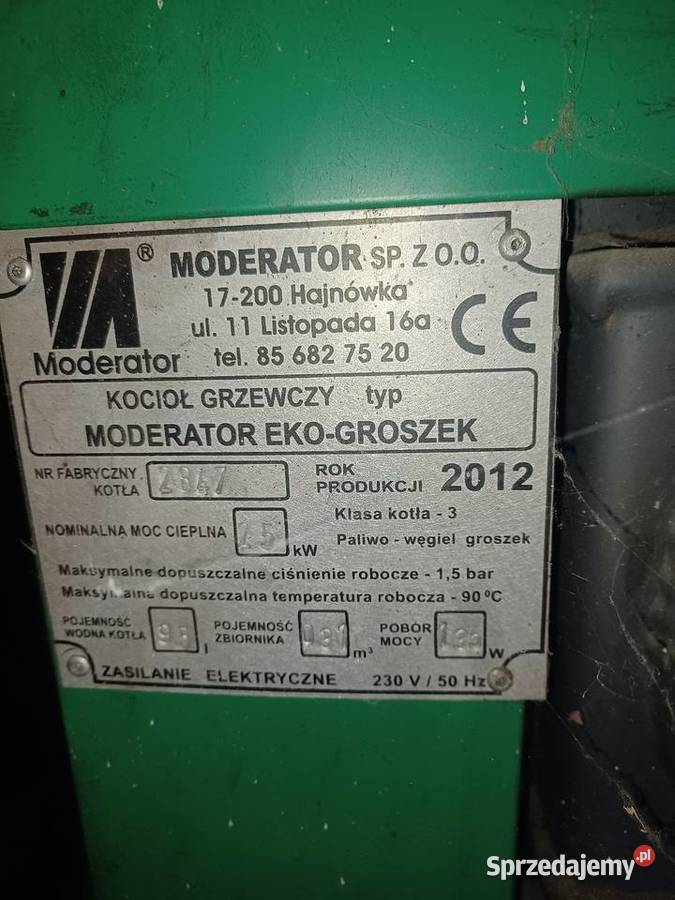 MODERATOR SP. Z O.O.
17-200 Hajnówka
ul. 11 Listopada 16a
tel. 85 682 75 20
Moderator ®
CE
KOCIOŁ GRZEWCZY typ
MODERATOR EKO-GROSZEK
NR FABRYCZNY KOTŁA 2847
ROK PRODUKCJI 2012
NOMINALNA MOC CIEPLNA kW
Klasa kotła - 3
Paliwo - węgiel groszek
Maksymalne dopuszczalne ciśnienie robocze - 1,5 bar
Maksymalna dopuszczalna temperatura robocza - 90 °C
POJEMNOŚĆ WODNA KOTŁA l
POJEMNOŚĆ ZBIORNIKA m³
POBÓR MOCY W
ZASILANIE ELEKTRYCZNE 230 V / 50 Hz
Sprzedajemy.pl